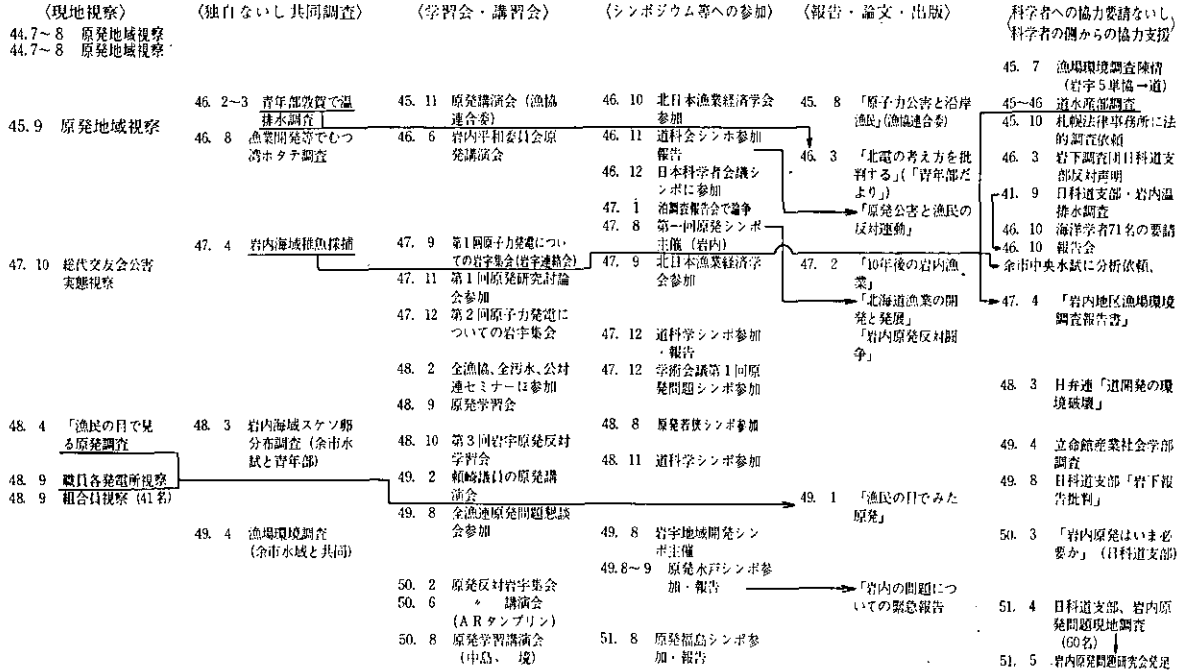 〈現地視察〉
44.7～8 原発地域視察
44.7～8 原発地域視察
45.9 原発地域視察
47. 10 総代交友会公害
実態視察
48. 4 「漁民の目で見
る原発調査
48. 9 職員各発電所視察
48. 9 組合員視察（41名）
〈独自ないし共同調査〉
46. 2~3 青年部敦賀で温
排水調査
46. 8 漁業開発等でむつ
湾ホタテ調査
47. 4 岩内海域稚魚採捕
48. 3 岩内海域スケソ卵
分布調査（余市水
試と青年部）
49. 4 漁場環境調査
（余市水域と共同）
〈学習会・講習会〉
45. 11 原発講演会（漁協
連合委）
46. 6 岩内平和委員会原
発講演会
47. 9 第1回原子力発電につい
ての岩宇集会（岩宇連絡会）
47. 11 第1回原発研究討論
会参加
47. 12 第2回原子力発電に
ついての岩宇集会
48. 2 全漁協、全汚水、公対
連セミナーに参加
48. 9 原発学習会
48. 10 第3回岩宇原発反対
学習会
49. 2 頼崎議員の原発講
演会
49. 8 全漁連原発問題懇談
会参加
50. 2 原発反対岩宇集会
50. 6 〃 講演会
（ARタンプリン）
50. 8 原発学習講演会
（中島、 境）
〈シンポジウム等への参加〉
46. 10 北日本漁業経済学会
参加
46. 11 道科会シンポ参加
報告
46. 12 日本科学者会議シ
ンポに参加
47. 1 泊調査報告会で論争
47. 8 第一回原発シンポ
主催（岩内）
47. 9 北日本漁業経済学
会参加
47. 12 道科学シンポ参加
・報告
47. 12 学術会議第1回原
発問題シンポ参加
48. 8 原発若狭シンポ参加
48. 11 道科学シンポ参加
49. 8 岩宇地域開発シン
ポ主催
49.8～9 原発水戸シンポ参
加・報告
51. 8 原発福島シンポ参
加・報告
〈報告・論文・出版〉
45. 8 「原子力公害と沿岸
漁民」（漁協連合委）
46. 3 「北電の考え方を批
判する」（「青年部だ
より」）
「原発公害と漁民の
反対運動」
47. 2 「10年後の岩内漁
業」
「北海道漁業の開
発と発展」
「岩内原発反対闘
争」
49. 1 「漁民の目でみた
原発」
「岩内の問題につ
いての緊急報告
〈科学者への協力要請ないし
科学者の側からの協力支援〉
45. 7 漁場環境調査陳情
（岩宇5単協→道）
45～46 道水産部調査
45. 10 札幌法律事務所に法
的調査依頼
46. 3 岩下調査団日科道支
部反対声明
41. 9 日科道支部・岩内温
排水調査
46. 10 海洋学者71名の要請
46. 10 報告会
余市中央水試に分析依頼、
47. 4 「岩内地区漁場環境
調査報告書」
48. 3 日弁連「道開発の環
境破壊」
49. 4 立命館産業社会学部
調査
49. 8 日科道支部「岩下報
告批判」
50. 3 「岩内原発はいま必
要か」（日科道支部）
51. 4 日科道支部、岩内原
発問題現地調査
（60名）
51. 5 岩内原発問題研究会発足